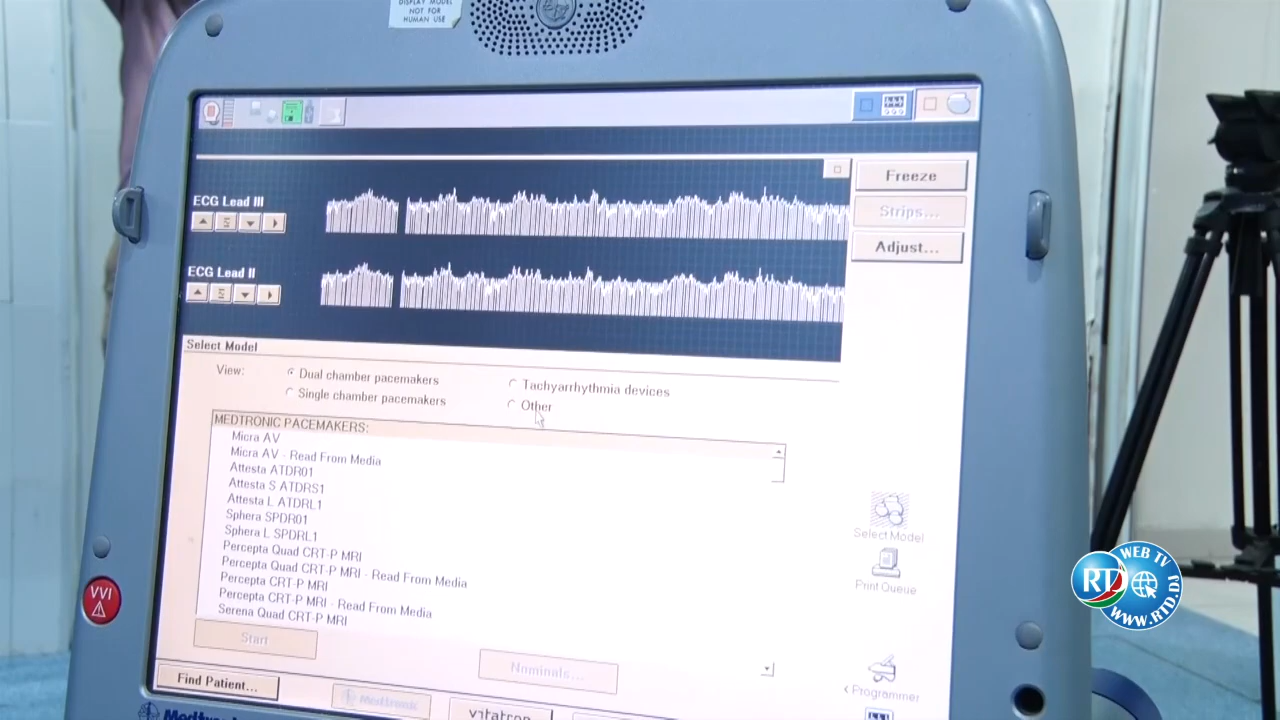 DISPLAY MODEL
NOT FOR
HUMAN USE
ECG Lead III
Freeze
Strips...
Adjust...
ECG Lead II
Select Model
View:
Dual chamber pacemakers
Tachyarrhythmia devices
Single chamber pacemakers
Other
MEDTRONIC PACEMAKERS:
Micra AV
Micra AV - Read From Media
Attesta ATDR01
Attesta S ATDRS1
Attesta L ATDRL1
Sphera SPDR01
Sphera L SPDRL1
Percepta Quad CRT-P MRI
Percepta Quad CRT-P MRI - Read From Media
Percepta CRT-P MRI
Percepta CRT-P MRI - Read From Media
Serena Quad CRT-P MRI
Select Model
Print Queue
VVI
Start
Nominals...
< Programmer
Find Patient...
medtronic
vitatron
WEB TV
RTD
WWW.RTD.DJ